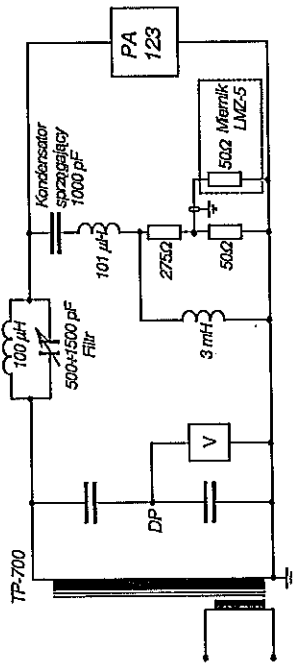 TP-700
100 µH
500÷1500 pF
Filtr
Kondensator
sprzęgający
1000 pF
101 µH
PA
123
275Ω
50Ω
50Ω Miernik
LMZ-5
3 mH
DP
V